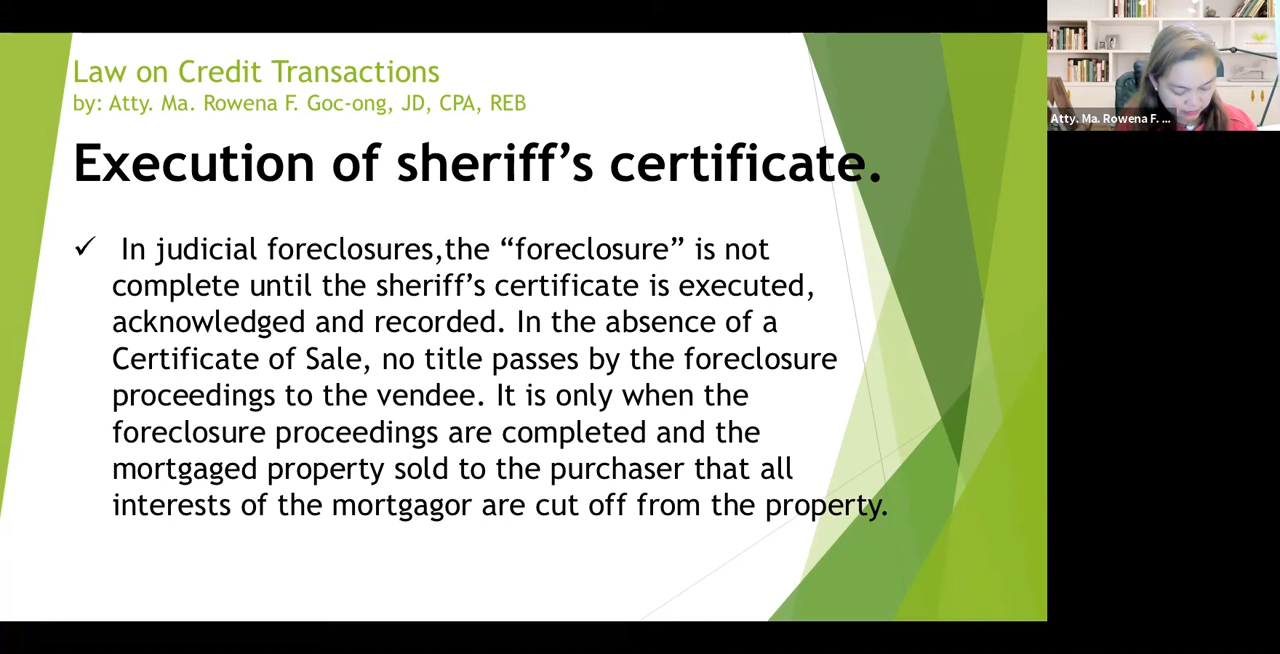 Law on Credit Transactions
by: Atty. Ma. Rowena F. Goc-ong, JD, CPA, REB
Execution of sheriff’s certificate.
✓ In judicial foreclosures,the “foreclosure” is not
complete until the sheriff’s certificate is executed,
acknowledged and recorded. In the absence of a
Certificate of Sale, no title passes by the foreclosure
proceedings to the vendee. It is only when the
foreclosure proceedings are completed and the
mortgaged property sold to the purchaser that all
interests of the mortgagor are cut off from the property.
Atty. Ma. Rowena F. ...